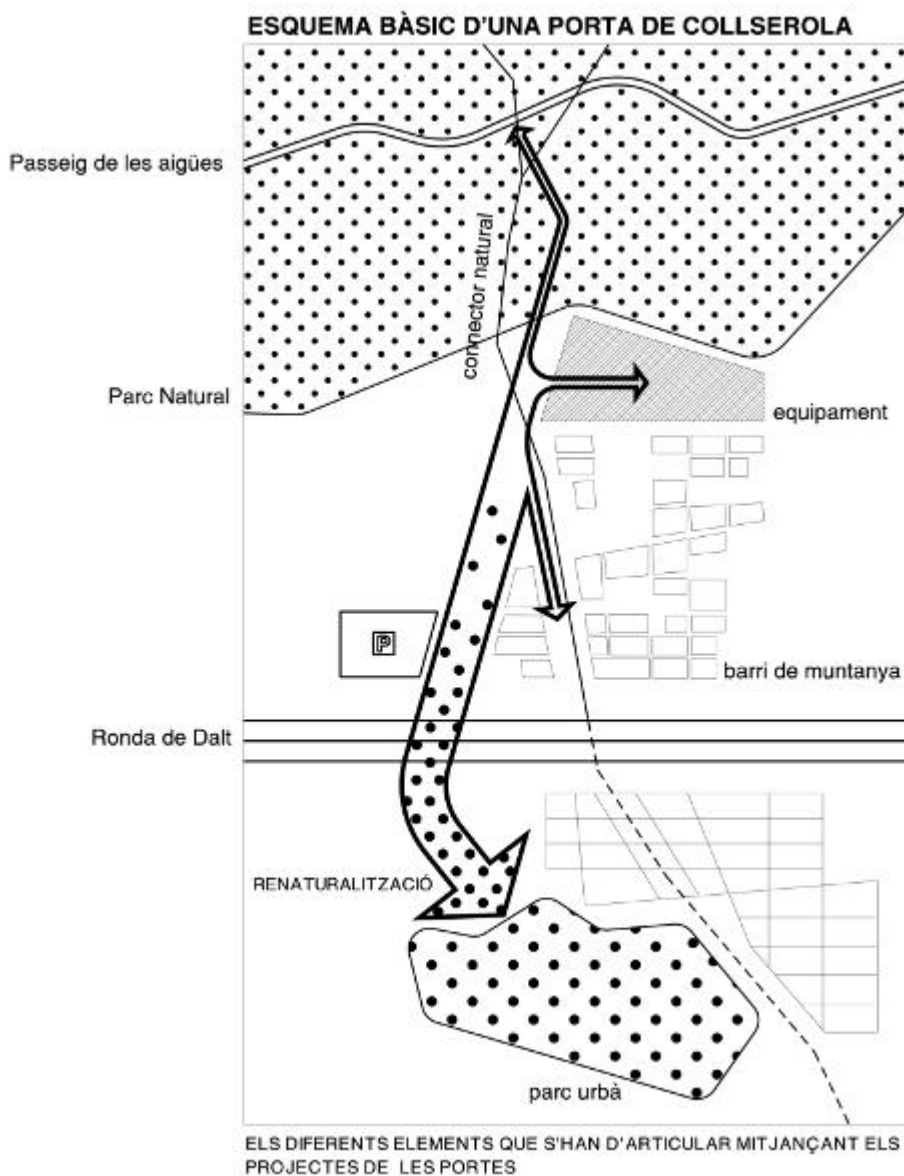 ESQUEMA BÀSIC D'UNA PORTA DE COLLSEROLA
Passeig de les aigües
connector natural
Parc Natural
equipament
P
barri de muntanya
Ronda de Dalt
RENATURALITZACIÓ
parc urbà
ELS DIFERENTS ELEMENTS QUE S'HAN D'ARTICULAR MITJANÇANT ELS
PROJECTES DE LES PORTES